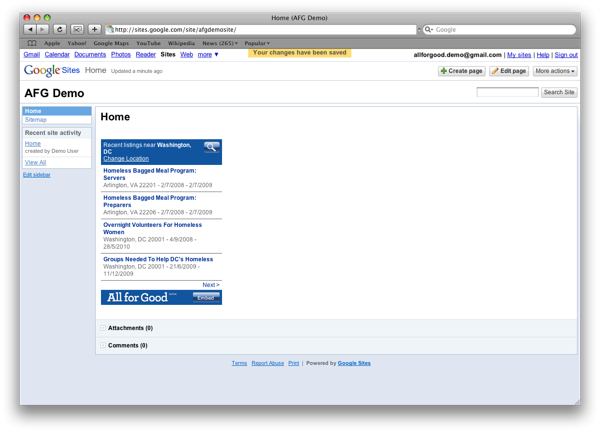 Home (AFG Demo)
http://sites.google.com/site/afgdemosite/
Google
Apple Yahoo! Google Maps YouTube Wikipedia News (265) Popular
Gmail Calendar Documents Photos Reader Sites Web more ▼
Your changes have been saved
allforgood.demo@gmail.com | My sites | Help | Sign out
Google Sites Home Updated a minute ago
Create page Edit page More actions
AFG Demo
Search Site
Home
Sitemap
Recent site activity
Home
created by Demo User
View All
Edit sidebar
Home
Recent listings near Washington,
DC
Change Location
Homeless Bagged Meal Program:
Servers
Arlington, VA 22201 - 2/7/2008 - 2/7/2009
Homeless Bagged Meal Program:
Preparers
Arlington, VA 22206 - 2/7/2008 - 2/7/2009
Overnight Volunteers For Homeless
Women
Washington, DC 20001 - 4/9/2008 -
28/5/2010
Groups Needed To Help DC's Homeless
Washington, DC 20001 - 21/6/2009 -
11/12/2009
Next >
All for Good
Embed
Attachments (0)
Comments (0)
Terms Report Abuse Print | Powered by Google Sites